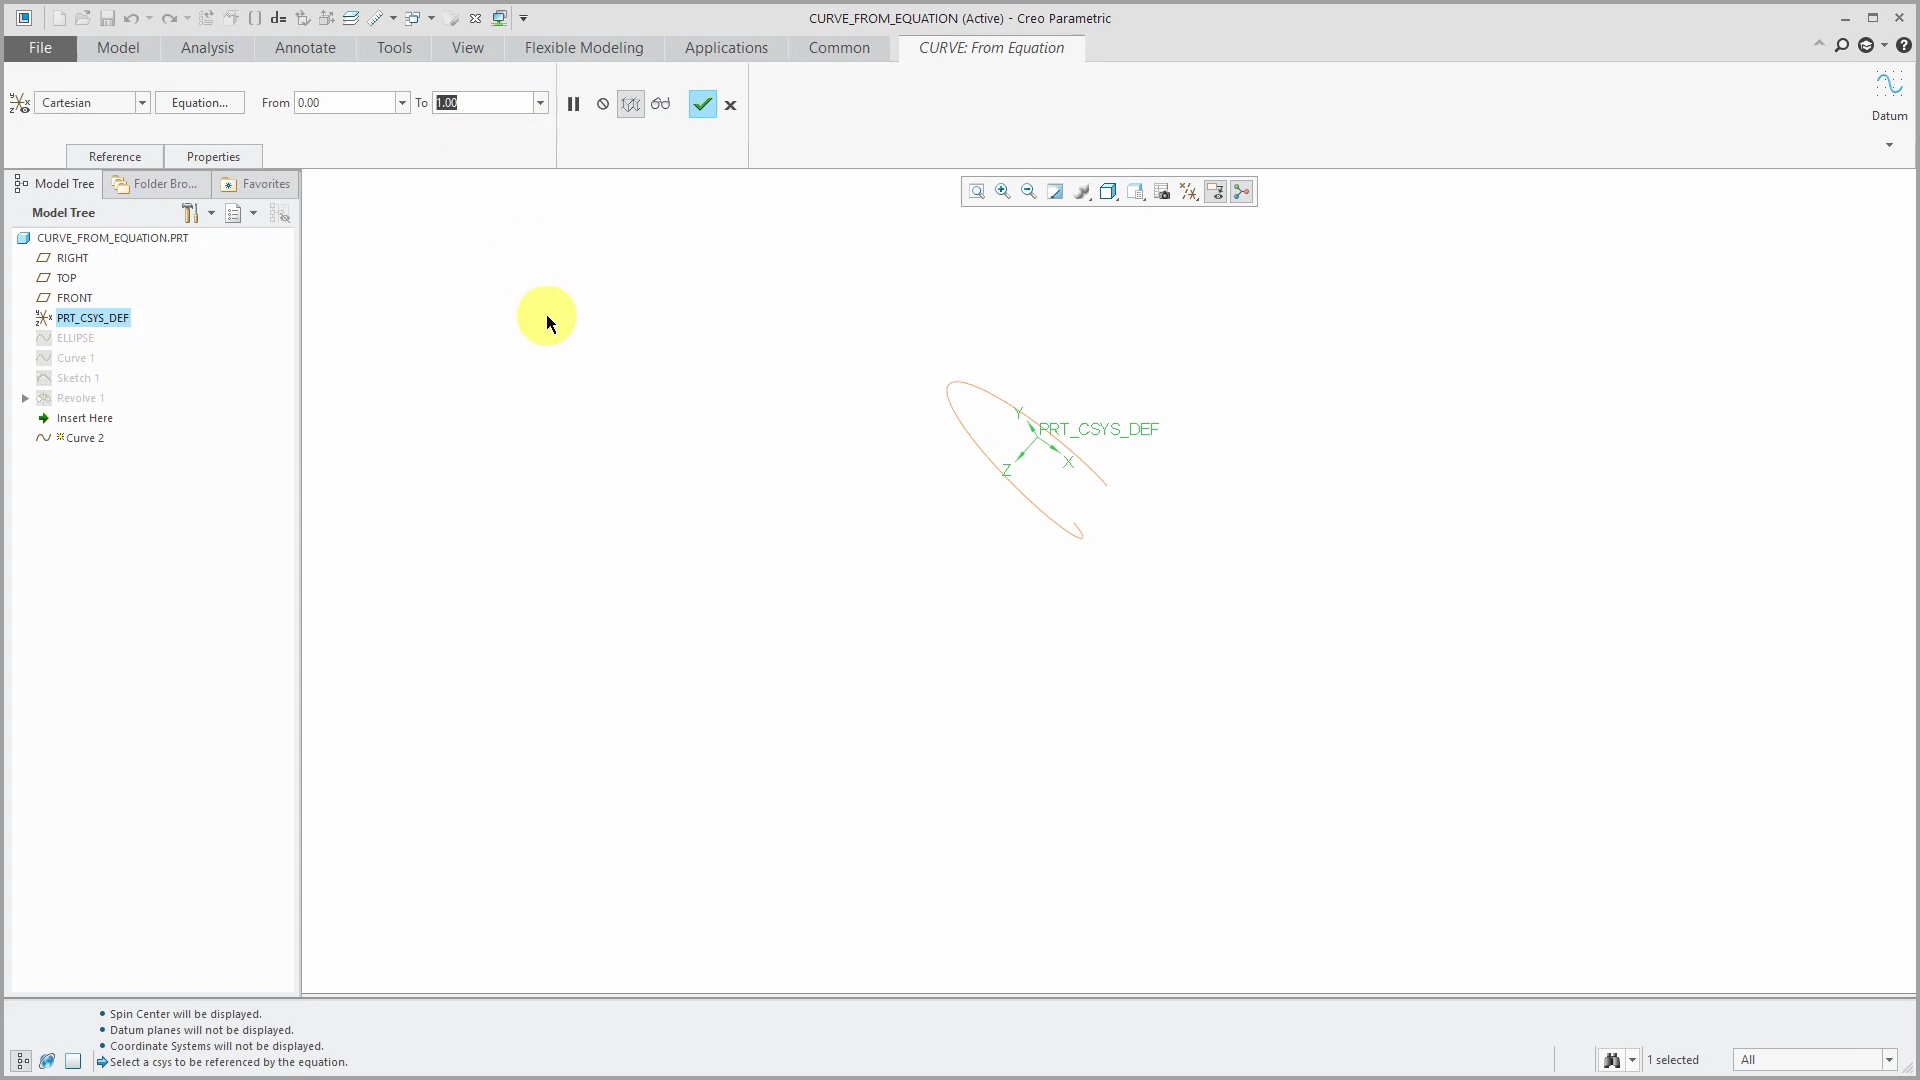 CURVE_FROM_EQUATION (Active) - Creo Parametric
File Model Analysis Annotate Tools View Flexible Modeling Applications Common CURVE: From Equation
Cartesian Equation... From 0.00 To 1.00
Datum
Reference Properties
Model Tree Folder Bro... Favorites
Model Tree
CURVE_FROM_EQUATION.PRT
RIGHT
TOP
FRONT
PRT_CSYS_DEF
ELLIPSE
Curve 1
Sketch 1
Revolve 1
Insert Here
Curve 2
Y
PRT_CSYS_DEF
X
Z
Spin Center will be displayed.
Datum planes will not be displayed.
Coordinate Systems will not be displayed.
Select a csys to be referenced by the equation.
1 selected All